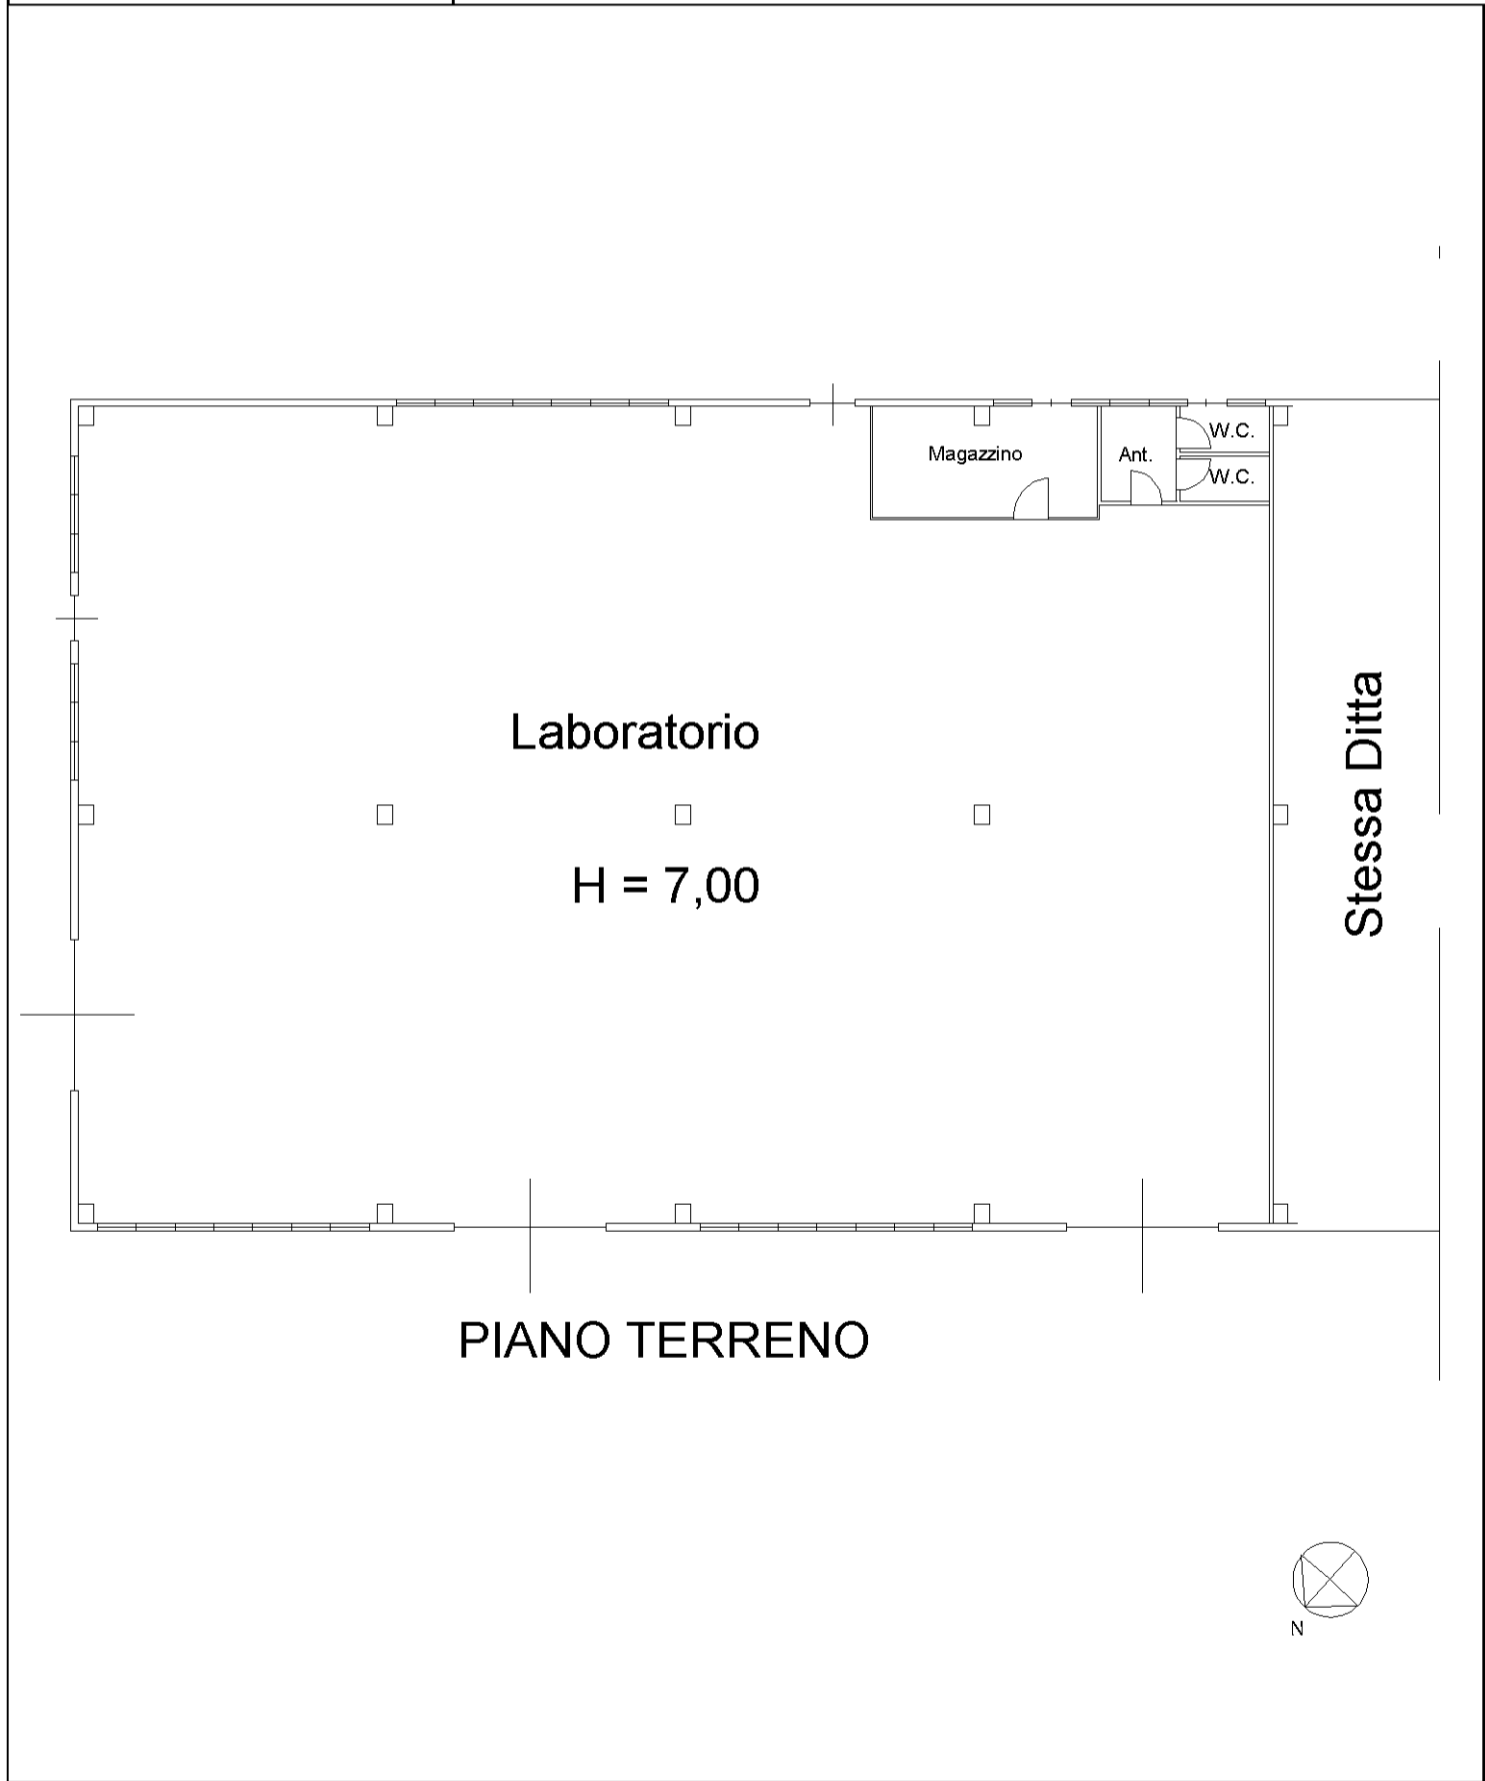 Magazzino
Ant.
W.C.
W.C.
Laboratorio
H = 7,00
Stessa Ditta
PIANO TERRENO
N